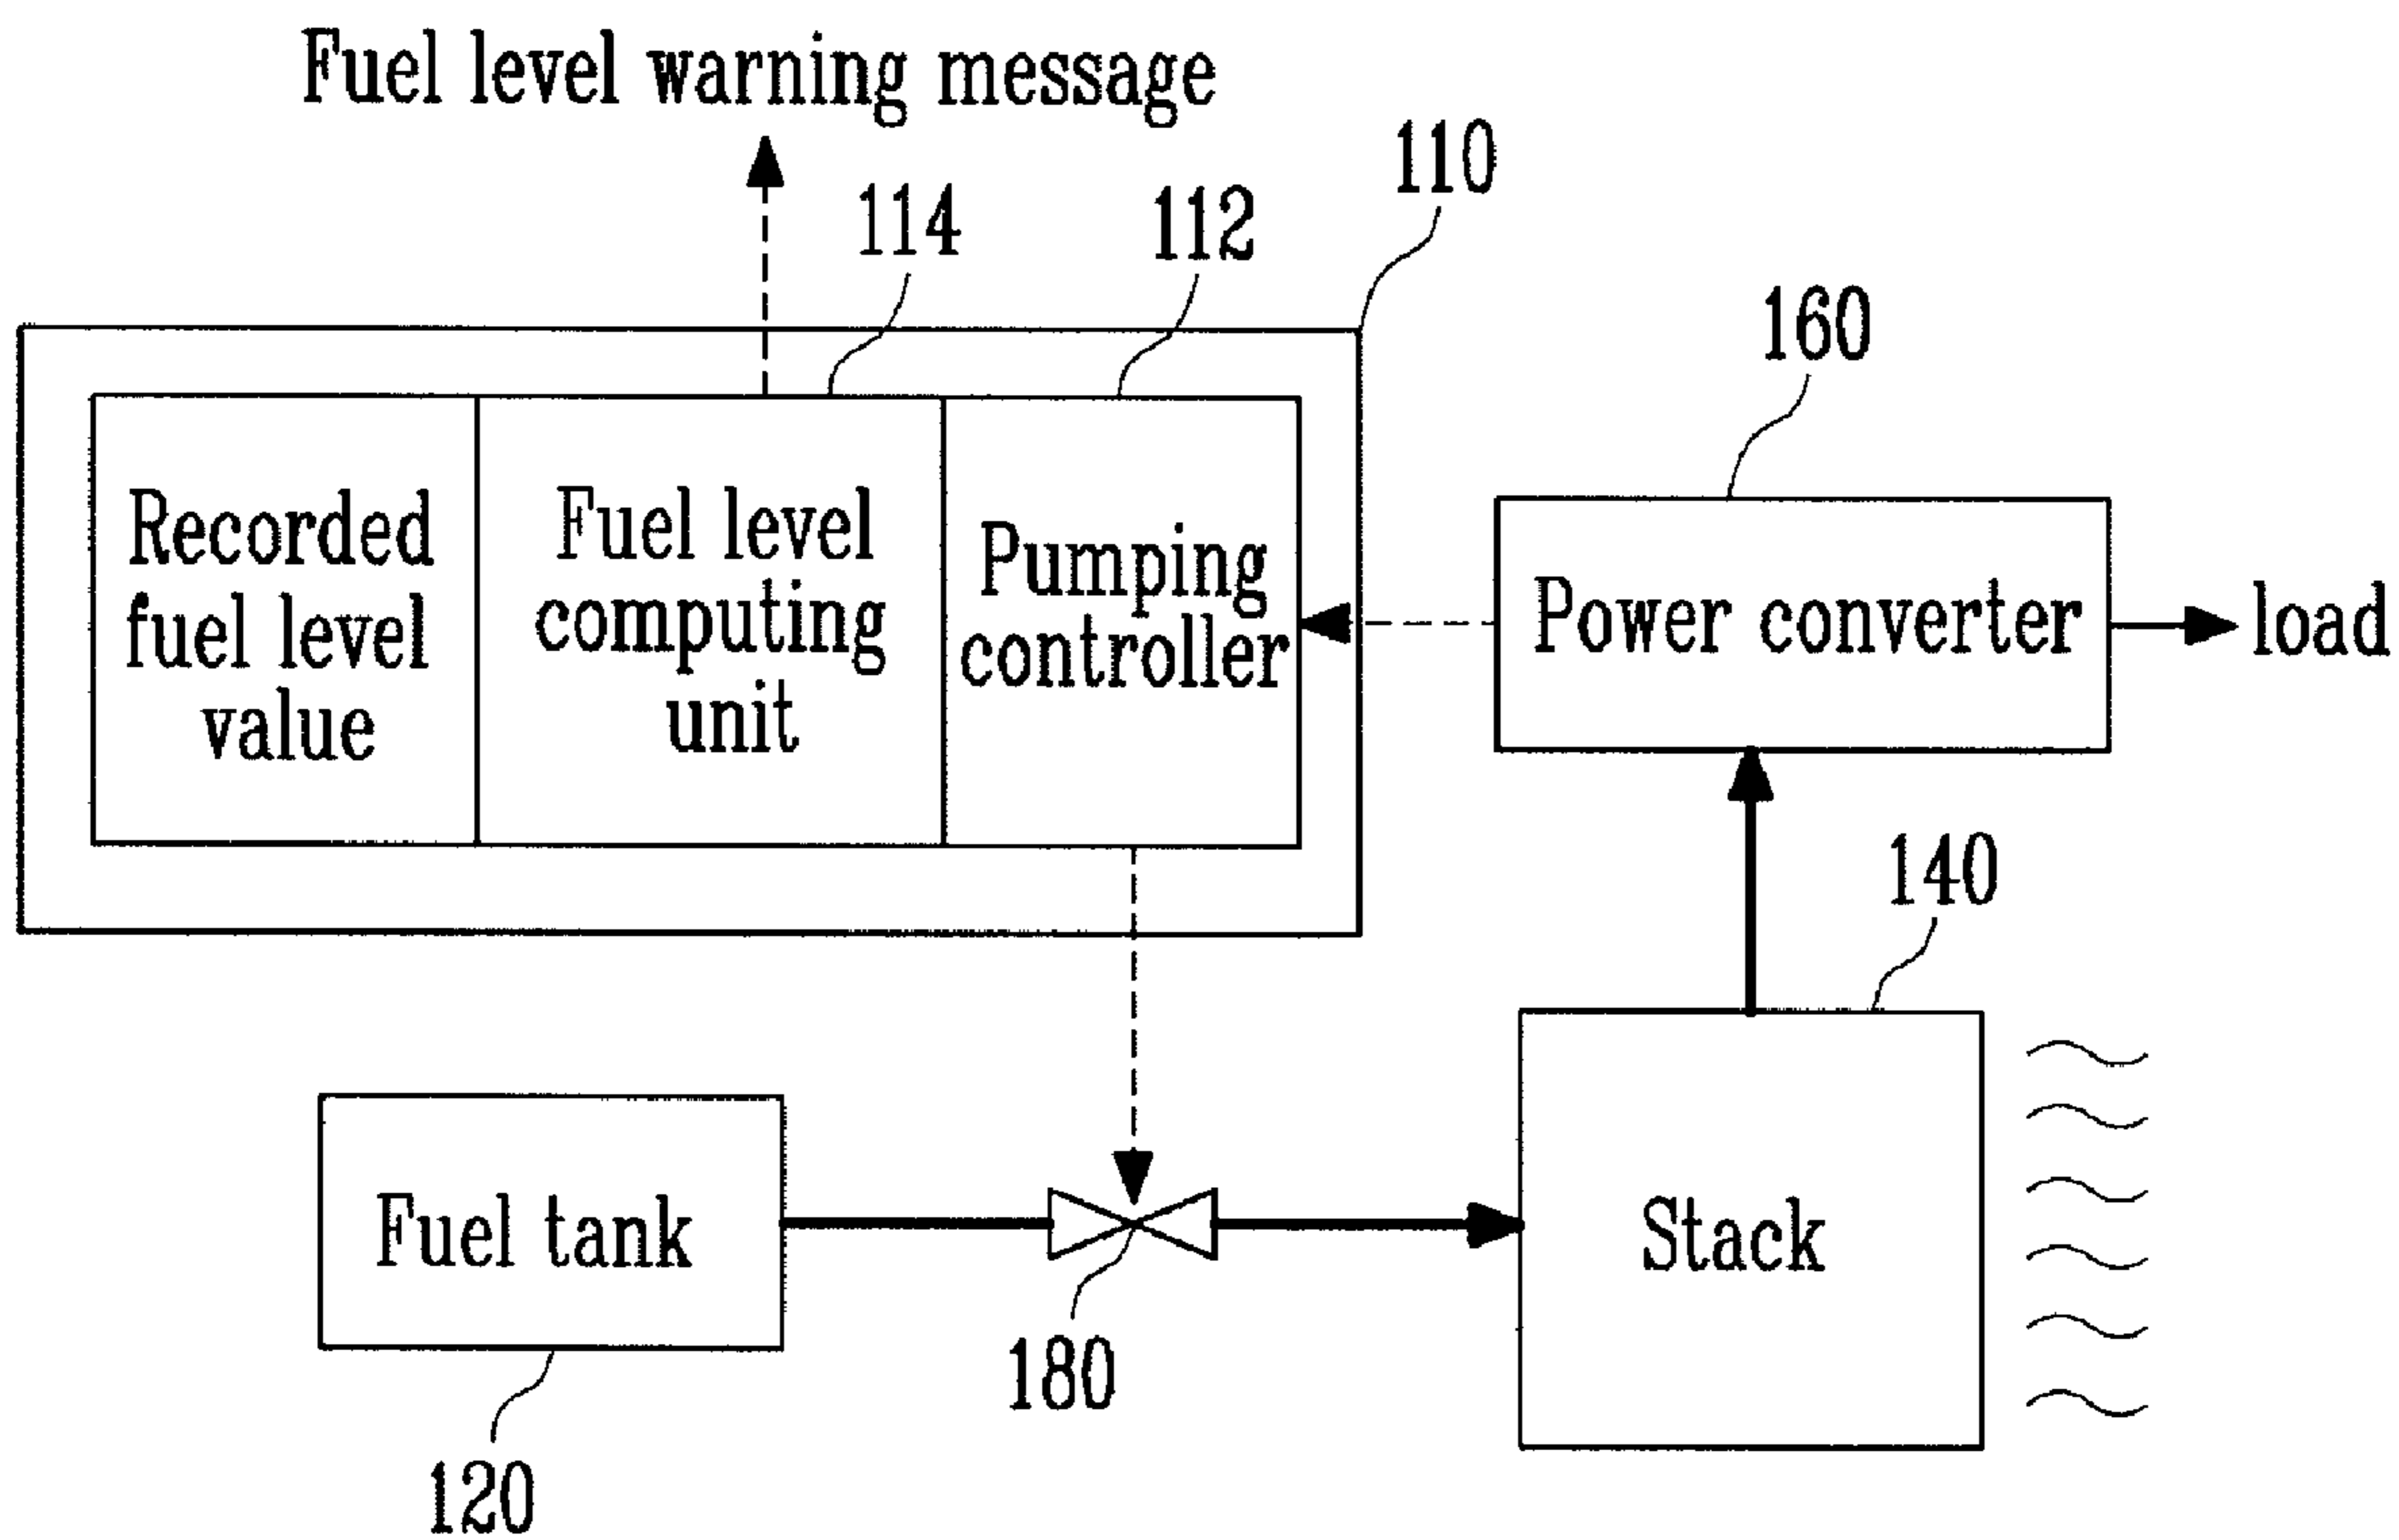 Fuel level warning message
110
114
112
160
Recorded
fuel level
value
Fuel level
computing
unit
Pumping
controller
Power converter
load
140
Fuel tank
Stack
180
120